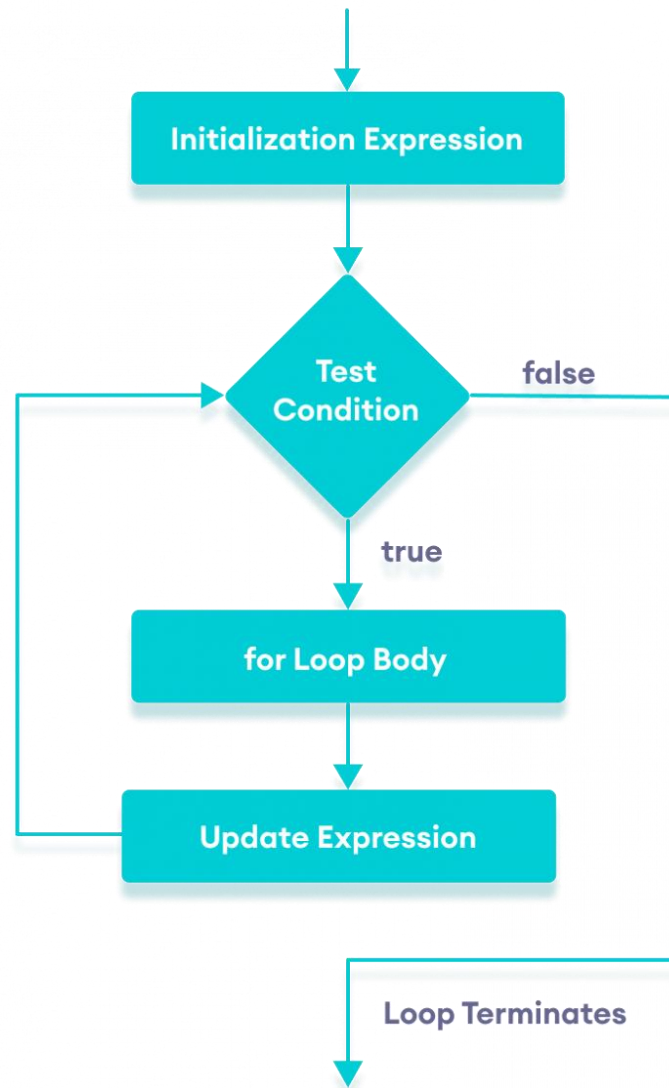 Initialization Expression
Test
Condition
false
true
for Loop Body
Update Expression
Loop Terminates